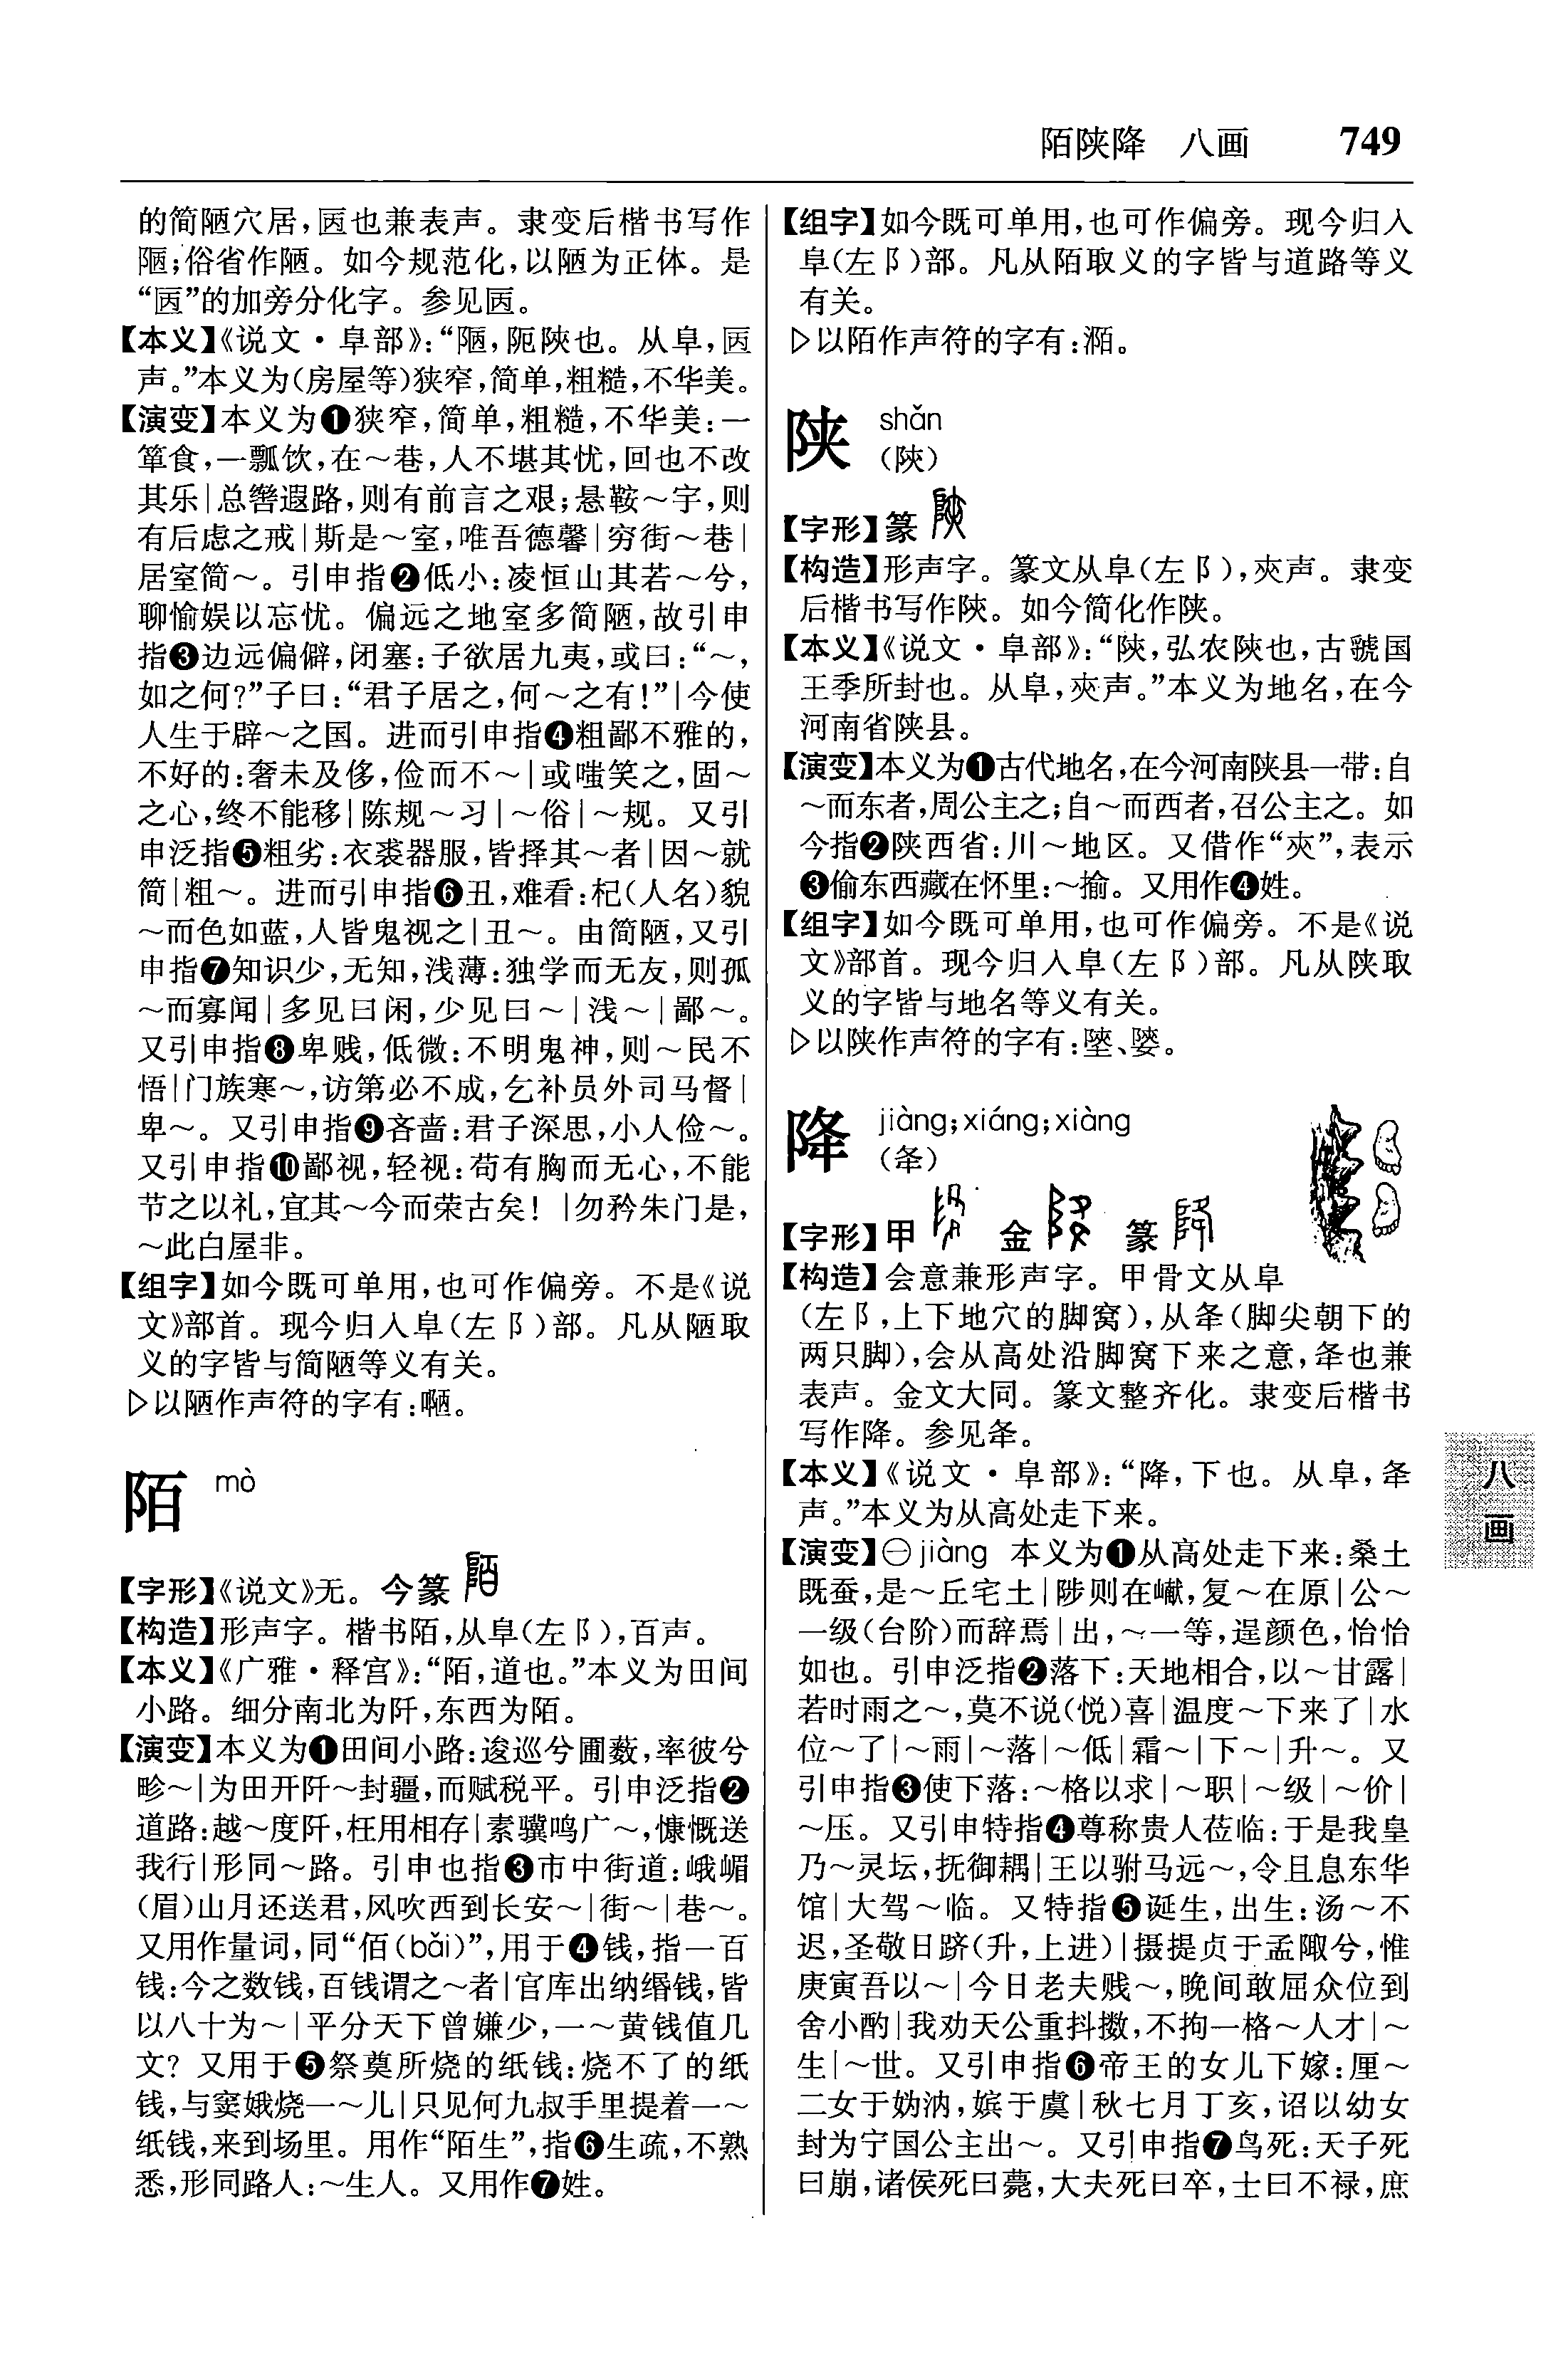 陌陕降　八画　749
的简陋穴居,㔷也兼表声。隶变后楷书写作
陋;俗省作陋。如今规范化,以陋为正体。是
“㔷”的加旁分化字。参见㔷。
【本义】《说文·阜部》:“陋,阨陕也。从阜,㔷
声。”本义为(房屋等)狭窄,简单,粗糙,不华美。
【演变】本义为❶狭窄,简单,粗糙,不华美:一
箪食,一瓢饮,在～巷,人不堪其忧,回也不改
其乐|总辔遐路,则有前言之艰;悬鞍～宇,则
有后虑之戒|斯是～室,唯吾德馨|穷街～巷|
居室简～。引申指❷低小:凌恒山其若～兮,
聊愉娱以忘忧。偏远之地室多简陋,故引申
指❸边远偏僻,闭塞:子欲居九夷,或曰:“～,
如之何?”子曰:“君子居之,何～之有!”|今使
人生于辟～之国。进而引申指❹粗鄙不雅的,
不好的:奢未及侈,俭而不～|或嗤笑之,固～
之心,终不能移|陈规～习|～俗|～规。又引
申泛指❺粗劣:衣裘器服,皆择其～者|因～就
简|粗～。进而引申指❻丑,难看:杞(人名)貌
～而色如蓝,人皆鬼视之|丑～。由简陋,又引
申指❼知识少,无知,浅薄:独学而无友,则孤
～而寡闻|多见曰闲,少见曰～|浅～|鄙～。
又引申指❽卑贱,低微:不明鬼神,则～民不
悟|门族寒～,访第必不成,乞补员外司马督|
卑～。又引申指❾吝啬:君子深思,小人俭～。
又引申指❿鄙视,轻视:苟有胸而无心,不能
节之以礼,宜其～今而荣古矣!|勿矜朱门是,
～此白屋非。
【组字】如今既可单用,也可作偏旁。不是《说
文》部首。现今归入阜(左阝)部。凡从陋取
义的字皆与简陋等义有关。
▷以陋作声符的字有:㖞。
陌 mò
【字形】《说文》无。今篆
【构造】形声字。楷书陌,从阜(左阝),百声。
【本义】《广雅·释宫》:“陌,道也。”本义为田间
小路。细分南北为阡,东西为陌。
【演变】本义为❶田间小路:逡巡兮圃薮,率彼兮
畛～|为田开阡～封疆,而赋税平。引申泛指❷
道路:越～度阡,枉用相存|素骥鸣广～,慷慨送
我行|形同～路。引申也指❸市中街道:峨嵋
(眉)山月还送君,风吹西到长安～|街～|巷～。
又用作量词,同“佰(bǎi)”,用于❹钱,指一百
钱:今之数钱,百钱谓之～者|官库出纳缗钱,皆
以八十为～|平分天下曾嫌少,一～黄钱值几
文?又用于❺祭奠所烧的纸钱:烧不了的纸
钱,与窦娥烧一～儿|只见何九叔手里提着一～
纸钱,来到场里。用作“陌生”,指❻生疏,不熟
悉,形同路人:～生人。又用作❼姓。
【组字】如今既可单用,也可作偏旁。现今归入
阜(左阝)部。凡从陌取义的字皆与道路等义
有关。
▷以陌作声符的字有:㴘。
陕 shǎn
(陝)
【字形】篆
【构造】形声字。篆文从阜(左阝),㚒声。隶变
后楷书写作陝。如今简化作陕。
【本义】《说文·阜部》:“陝,弘农陝也,古虢国
王季所封也。从阜,㚒声。”本义为地名,在今
河南省陕县。
【演变】本义为❶古代地名,在今河南陕县一带:自
～而东者,周公主之;自～而西者,召公主之。如
今指❷陕西省:川～地区。又借作“㚒”,表示
❸偷东西藏在怀里:～揄。又用作❹姓。
【组字】如今既可单用,也可作偏旁。不是《说
文》部首。现今归入阜(左阝)部。凡从陕取
义的字皆与地名等义有关。
▷以陕作声符的字有:
降 jiàng;xiáng;xiàng
(夅)
【字形】甲 金 篆
【构造】会意兼形声字。甲骨文从阜
(左阝,上下地穴的脚窝),从夅(脚尖朝下的
两只脚),会从高处沿脚窝下来之意,夅也兼
表声。金文大同。篆文整齐化。隶变后楷书
写作降。参见夅。
【本义】《说文·阜部》:“降,下也。从阜,夅
声。”本义为从高处走下来。
【演变】㊀jiàng 本义为❶从高处走下来:桑土
既蚕,是～丘宅土|陟则在巘,复～在原|公～
一级(台阶)而辞焉|出,～一等,逞颜色,怡怡
如也。引申泛指❷落下:天地相合,以～甘露|
若时雨之～,莫不说(悦)喜|温度～下来了|水
位～了|～雨|～落|～低|霜～|下～|升～。又
引申指❸使下落:～格以求|～职|～级|～价|
～压。又引申特指❹尊称贵人莅临:于是我皇
乃～灵坛,抚御耦|王以驸马远～,令且息东华
馆|大驾～临。又特指❺诞生,出生:汤～不
迟,圣敬日跻(升,上进)|摄提贞于孟陬兮,惟
庚寅吾以～|今日老夫贱～,晚间敢屈众位到
舍小酌|我劝天公重抖擞,不拘一格～人才|～
生|～世。又引申指❻帝王的女儿下嫁:厘～
二女于妫汭,嫔于虞|秋七月丁亥,诏以幼女
封为宁国公主出～。又引申指❼鸟死:天子死
曰崩,诸侯死曰薨,大夫死曰卒,士曰不禄,庶
八画